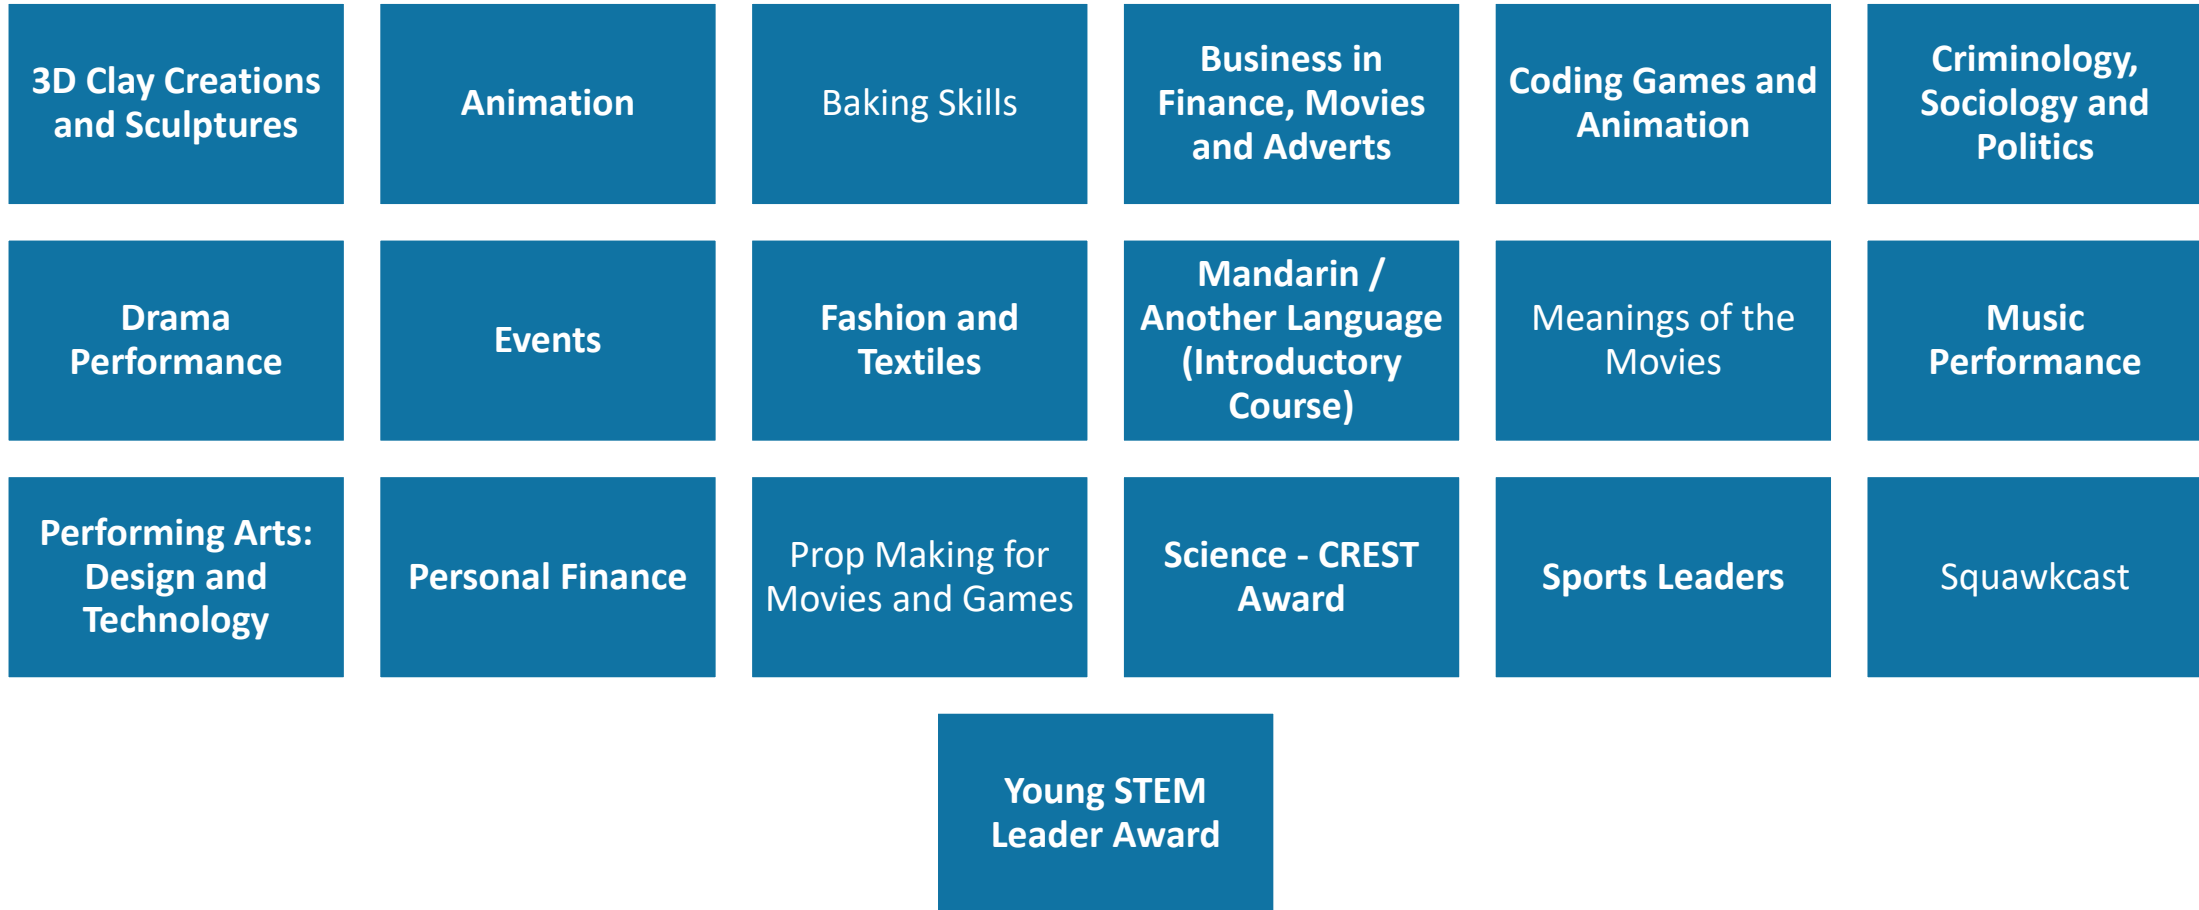 3D Clay Creations
and Sculptures
Animation
Baking Skills
Business in
Finance, Movies
and Adverts
Coding Games and
Animation
Criminology,
Sociology and
Politics
Drama
Performance
Events
Fashion and
Textiles
Mandarin /
Another Language
(Introductory
Course)
Meanings of the
Movies
Music
Performance
Performing Arts:
Design and
Technology
Personal Finance
Prop Making for
Movies and Games
Science - CREST
Award
Sports Leaders
Squawkcast
Young STEM
Leader Award